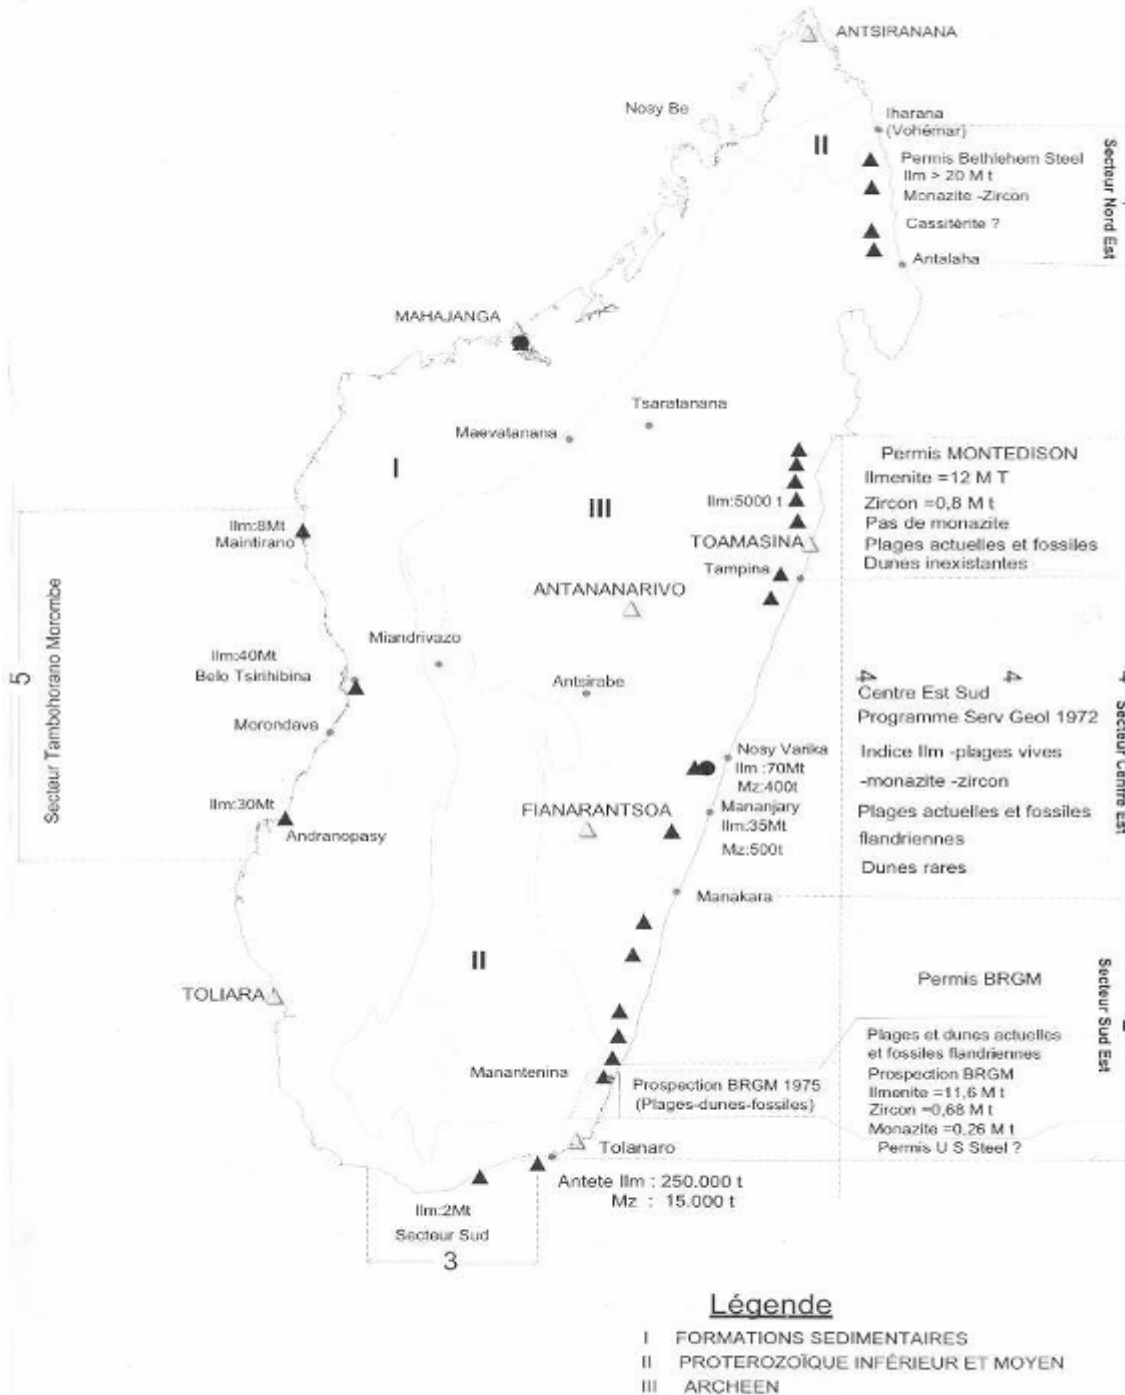 ANTSIRANANA
Nosy Be
Iharana
(Vohémar)
II
Permis Bethlehem Steel
Ilm > 20 M t
Monazite -Zircon
Cassitérite ?
Antalaha
Secteur Nord Est
MAHAJANGA
Tsaratanana
Maevatanana
I
III
Ilm:5000 t
Permis MONTEDISON
Ilmenite =12 M T
Zircon =0,8 M t
Pas de monazite
Plages actuelles et fossiles
Dunes inexistantes
Ilm:8Mt
Maintirano
TOAMASINA
Tampina
ANTANANARIVO
Miandrivazo
Ilm:40Mt
Belo Tsirihibina
Antsirabe
Morondava
5
Secteur Tambohorano Morombe
4
4
Centre Est Sud
Programme Serv Geol 1972
Indice Ilm -plages vives
-monazite -zircon
Plages actuelles et fossiles
flandriennes
Dunes rares
Secteur Centre Est
Nosy Varika
Ilm :70Mt
Mz:400t
Mananjary
Ilm:35Mt
Mz:500t
Ilm:30Mt
Andranopasy
FIANARANTSOA
Manakara
II
TOLIARA
Permis BRGM
Secteur Sud Est
Plages et dunes actuelles
et fossiles flandriennes
Prospection BRGM
Ilmenite =11,6 M t
Zircon =0,68 M t
Monazite =0,26 M t
Permis U S Steel ?
Manantenina
Prospection BRGM 1975
(Plages-dunes-fossiles)
Tolanaro
Antete Ilm : 250.000 t
Mz : 15.000 t
Ilm:2Mt
Secteur Sud
3
Légende
I FORMATIONS SEDIMENTAIRES
II PROTEROZOÏQUE INFÉRIEUR ET MOYEN
III ARCHEEN